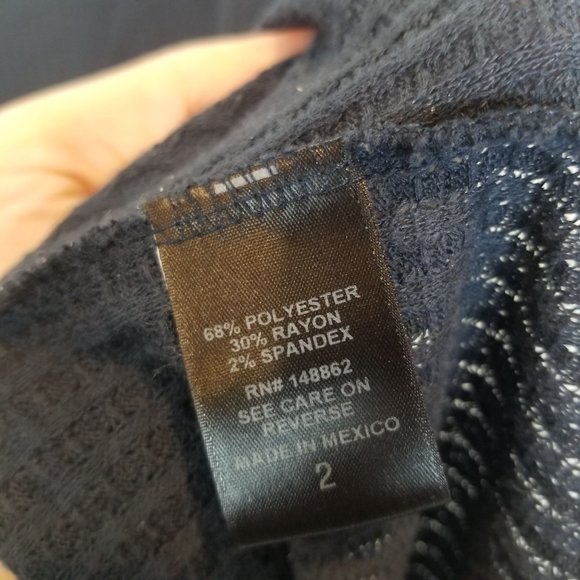 68% POLYESTER
30% RAYON
2% SPANDEX
RN# 148862
SEE CARE ON
REVERSE
MADE IN MEXICO
2